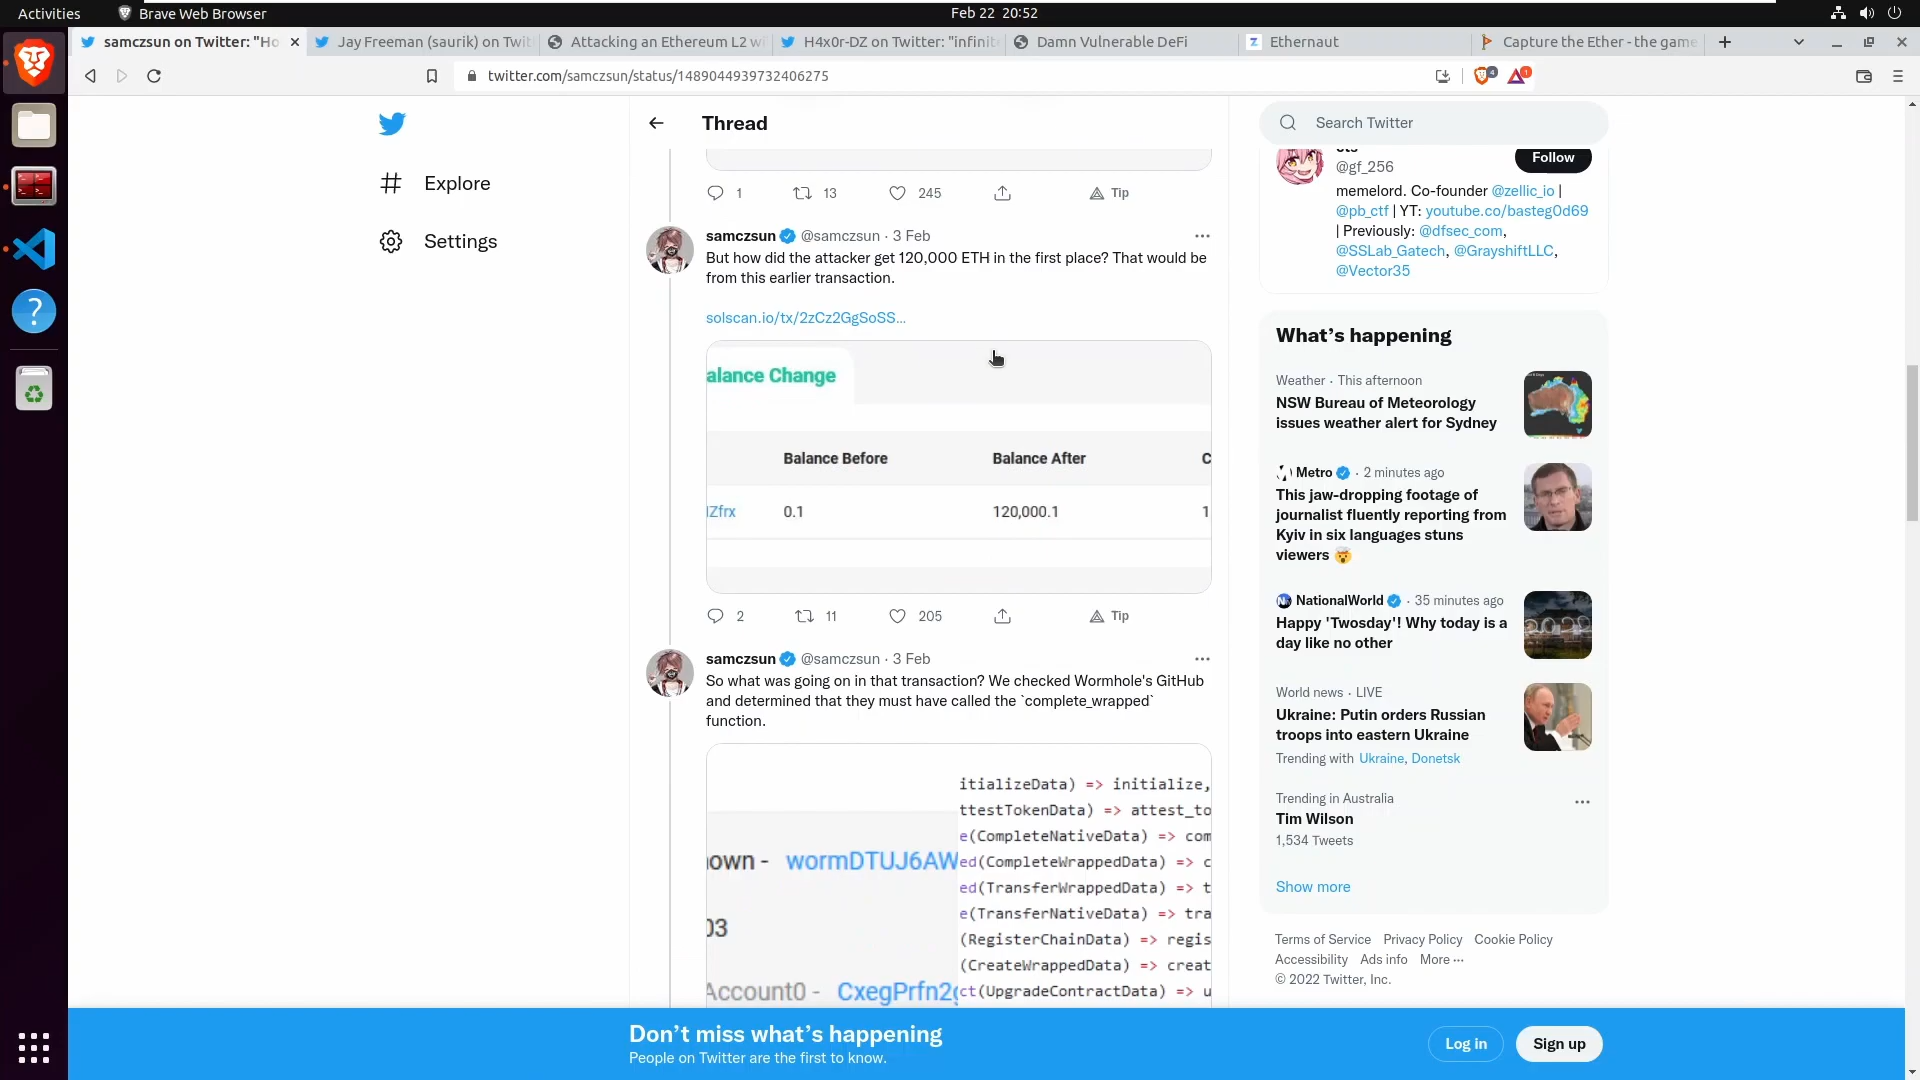 Activities
Brave Web Browser
Feb 22 20:52
samczsun on Twitter: "Ho
Jay Freeman (saurik) on Twit
Attacking an Ethereum L2 wi
H4x0r-DZ on Twitter: "infinit
Damn Vulnerable DeFi
Ethernaut
Capture the Ether - the game
twitter.com/samczsun/status/1489044939732406275
4
1
Explore
Settings
Thread
1
13
245
Tip
samczsun @samczsun · 3 Feb
But how did the attacker get 120,000 ETH in the first place? That would be
from this earlier transaction.
solscan.io/tx/2zCz2GgSoSS…
alance Change
Balance Before
Balance After
C
IZfrx
0.1
120,000.1
1
2
11
205
Tip
samczsun @samczsun · 3 Feb
So what was going on in that transaction? We checked Wormhole's GitHub
and determined that they must have called the `complete_wrapped`
function.
own - wormDTUJ6AW
03
Account0 - CxegPrfn2
itializeData) => initialize,
ttestTokenData) => attest_to
e(CompleteNativeData) => com
ed(CompleteWrappedData) => c
ed(TransferWrappedData) => t
e(TransferNativeData) => tra
(RegisterChainData) => regis
(CreateWrappedData) => creat
ct(UpgradeContractData) => u
Search Twitter
@gf_256
Follow
memelord. Co-founder @zellic_io |
@pb_ctf | YT: youtube.co/basteg0d69
| Previously: @dfsec_com,
@SSLab_Gatech, @GrayshiftLLC,
@Vector35
What's happening
Weather · This afternoon
NSW Bureau of Meteorology
issues weather alert for Sydney
Metro · 2 minutes ago
This jaw-dropping footage of
journalist fluently reporting from
Kyiv in six languages stuns
viewers 🤯
NationalWorld · 35 minutes ago
Happy 'Twosday'! Why today is a
day like no other
World news · LIVE
Ukraine: Putin orders Russian
troops into eastern Ukraine
Trending with Ukraine, Donetsk
Trending in Australia
Tim Wilson
1,534 Tweets
Show more
Terms of Service Privacy Policy Cookie Policy
Accessibility Ads info More ···
© 2022 Twitter, Inc.
Don't miss what's happening
People on Twitter are the first to know.
Log in
Sign up